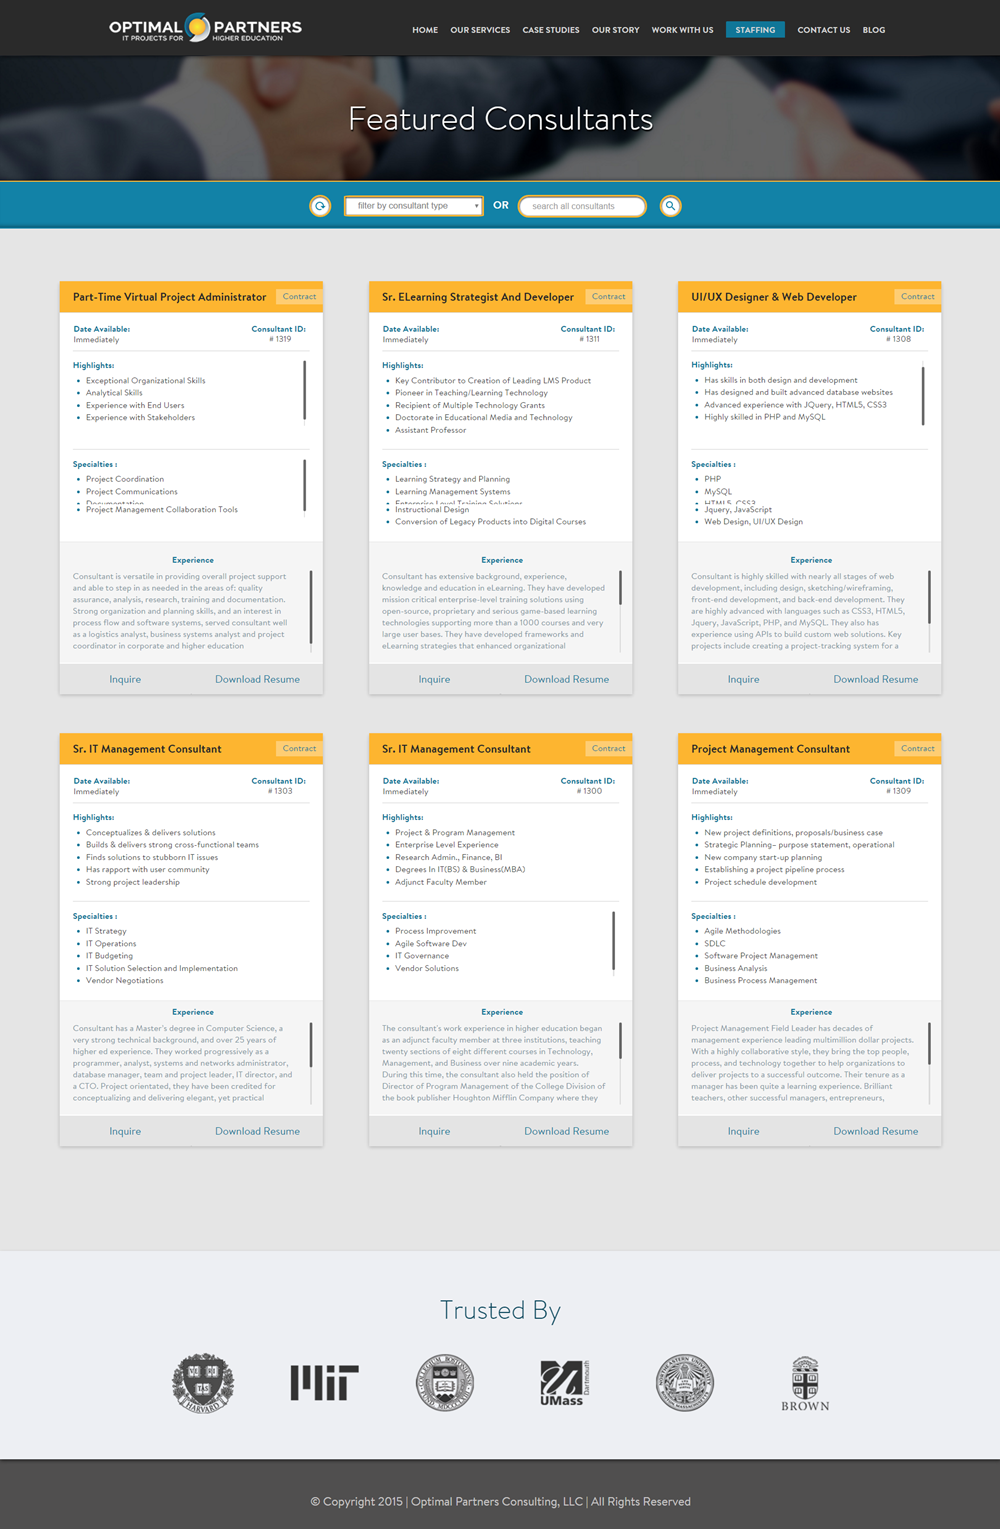 OPTIMAL PARTNERS
IT PROJECTS FOR HIGHER EDUCATION
HOME OUR SERVICES CASE STUDIES OUR STORY WORK WITH US STAFFING CONTACT US BLOG
Featured Consultants
filter by consultant type OR search all consultants
Part-Time Virtual Project Administrator Contract
Date Available: Consultant ID:
Immediately # 1319
Highlights:
Exceptional Organizational Skills
Analytical Skills
Experience with End Users
Experience with Stakeholders
Specialties :
Project Coordination
Project Communications
Documentation
Project Management Collaboration Tools
Experience
Consultant is versatile in providing overall project support
and able to step in as needed in the areas of: quality
assurance, analysis, research, training and documentation.
Strong organization and planning skills, and an interest in
process flow and software systems, served consultant well
as a logistics analyst, business systems analyst and project
coordinator in corporate and higher education
Inquire Download Resume
Sr. ELearning Strategist And Developer Contract
Date Available: Consultant ID:
Immediately # 1311
Highlights:
Key Contributor to Creation of Leading LMS Product
Pioneer in Teaching/Learning Technology
Recipient of Multiple Technology Grants
Doctorate in Educational Media and Technology
Assistant Professor
Specialties :
Learning Strategy and Planning
Learning Management Systems
Enterprise Level Training Solutions
Instructional Design
Conversion of Legacy Products into Digital Courses
Experience
Consultant has extensive background, experience,
knowledge and education in eLearning. They have developed
mission critical enterprise-level training solutions using
open-source, proprietary and serious game-based learning
technologies supporting more than a 1000 courses and very
large user bases. They have developed frameworks and
eLearning strategies that enhanced organizational
Inquire Download Resume
UI/UX Designer & Web Developer Contract
Date Available: Consultant ID:
Immediately # 1308
Highlights:
Has skills in both design and development
Has designed and built advanced database websites
Advanced experience with JQuery, HTML5, CSS3
Highly skilled in PHP and MySQL
Specialties :
PHP
MySQL
HTML5, CSS3
Jquery, JavaScript
Web Design, UI/UX Design
Experience
Consultant is highly skilled with nearly all stages of web
development, including design, sketching/wireframing,
front-end development, and back-end development. They
are highly advanced with languages such as CSS3, HTML5,
Jquery, JavaScript, PHP, and MySQL. They also has
experience using APIs to build custom web solutions. Key
projects include creating a project-tracking system for a
Inquire Download Resume
Sr. IT Management Consultant Contract
Date Available: Consultant ID:
Immediately # 1303
Highlights:
Conceptualizes & delivers solutions
Builds & delivers strong cross-functional teams
Finds solutions to stubborn IT issues
Has rapport with user community
Strong project leadership
Specialties :
IT Strategy
IT Operations
IT Budgeting
IT Solution Selection and Implementation
Vendor Negotiations
Experience
Consultant has a Master's degree in Computer Science, a
very strong technical background, and over 25 years of
higher ed experience. They worked progressively as a
programmer, analyst, systems and networks administrator,
database manager, team and project leader, IT director, and
a CTO. Project orientated, they have been credited for
conceptualizing and delivering elegant, yet practical
Inquire Download Resume
Sr. IT Management Consultant Contract
Date Available: Consultant ID:
Immediately # 1300
Highlights:
Project & Program Management
Enterprise Level Experience
Research Admin., Finance, BI
Degrees In IT(BS) & Business(MBA)
Adjunct Faculty Member
Specialties :
Process Improvement
Agile Software Dev
IT Governance
Vendor Solutions
Experience
The consultant's work experience in higher education began
as an adjunct faculty member at three institutions, teaching
twenty sections of eight different courses in Technology,
Management, and Business over nine academic years.
During this time, the consultant also held the position of
Director of Program Management of the College Division of
the book publisher Houghton Mifflin Company where they
Inquire Download Resume
Project Management Consultant Contract
Date Available: Consultant ID:
Immediately # 1309
Highlights:
New project definitions, proposals/business case
Strategic Planning– purpose statement, operational
New company start-up planning
Establishing a project pipeline process
Project schedule development
Specialties :
Agile Methodologies
SDLC
Software Project Management
Business Analysis
Business Process Management
Experience
Project Management Field Leader has decades of
management experience leading multimillion dollar projects.
With a highly collaborative style, they bring the top people,
process, and technology together to help organizations to
deliver projects to a successful outcome. Their tenure as a
manager has been quite a learning experience. Brilliant
teachers, other successful managers, entrepreneurs,
Inquire Download Resume
Trusted By
HARVARD
MIT
UMass Dartmouth
NORTHEASTERN UNIVERSITY
BROWN
© Copyright 2015 | Optimal Partners Consulting, LLC | All Rights Reserved